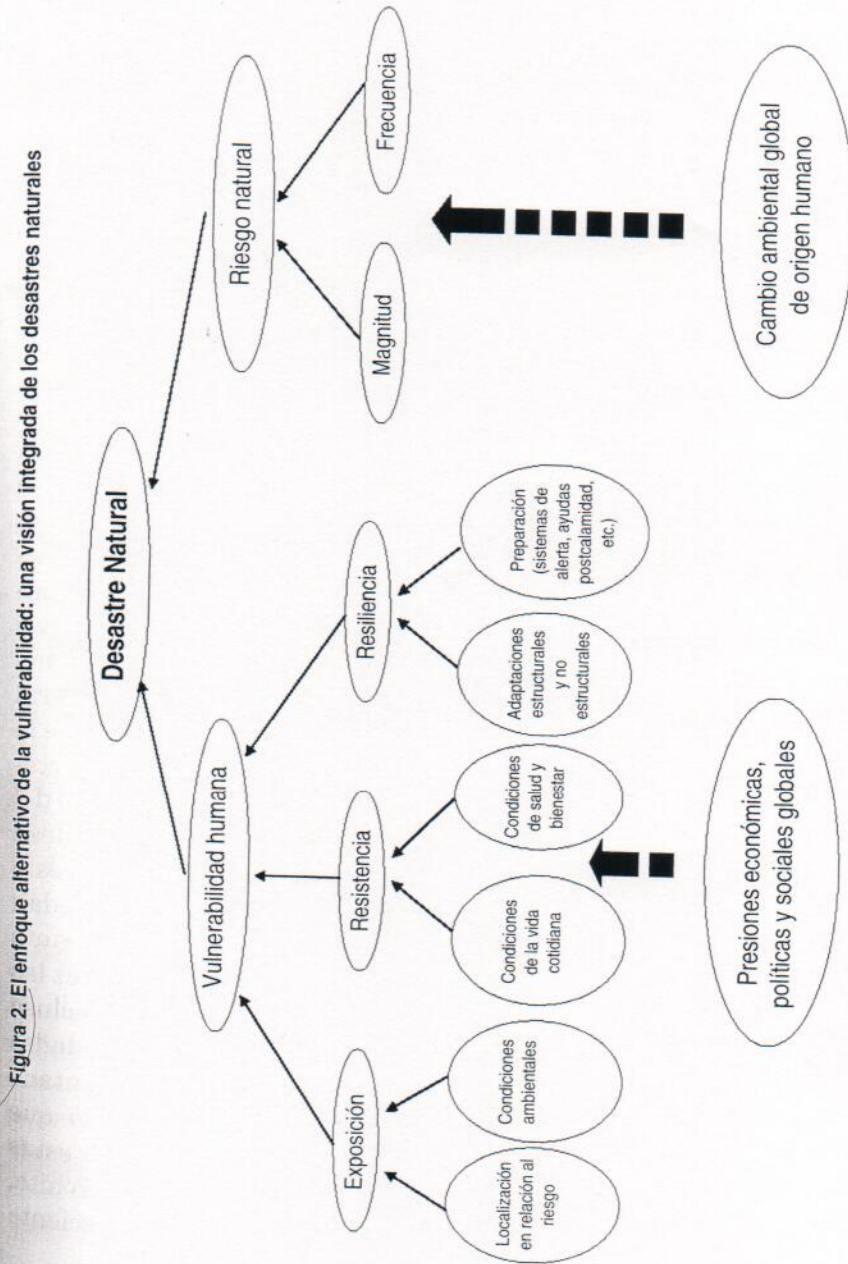 Figura 2. El enfoque alternativo de la vulnerabilidad: una visión integrada de los desastres naturales
Desastre Natural
Vulnerabilidad humana
Riesgo natural
Exposición
Resistencia
Resiliencia
Magnitud
Frecuencia
Localización
en relación al
riesgo
Condiciones
ambientales
Condiciones
de la vida
cotidiana
Condiciones
de salud y
bienestar
Adaptaciones
estructurales
y no
estructurales
Preparación
(sistemas de
alerta, ayudas
postcalamidad,
etc.)
Presiones económicas,
políticas y sociales globales
Cambio ambiental global
de origen humano